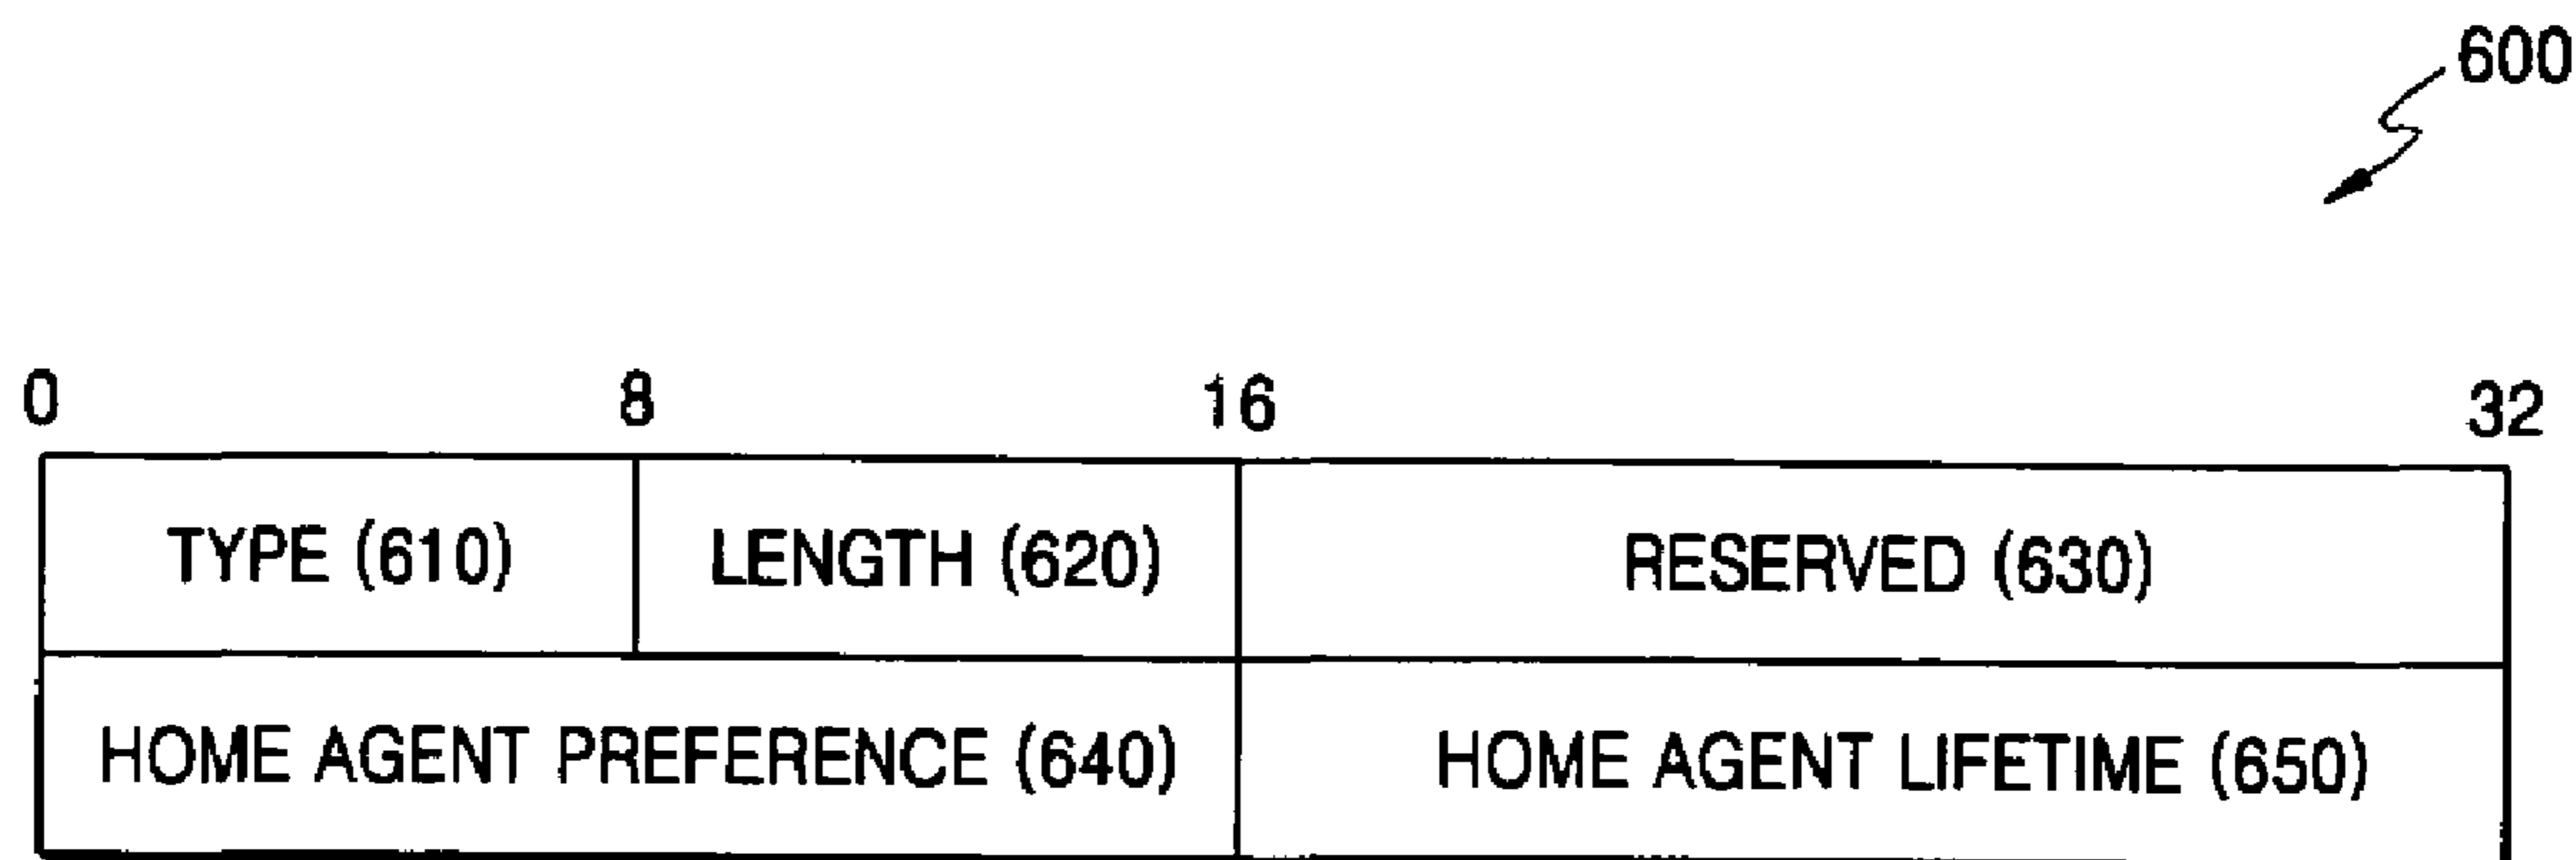 600
0 8 16 32
TYPE (610) LENGTH (620) RESERVED (630)
HOME AGENT PREFERENCE (640) HOME AGENT LIFETIME (650)